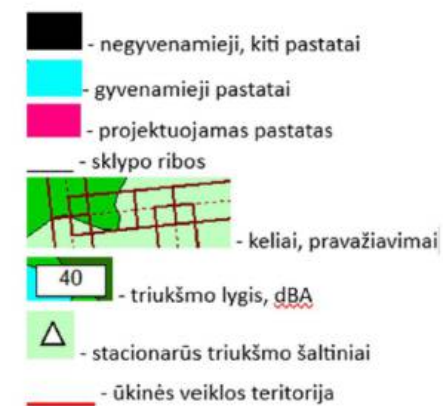 - negyvenamieji, kiti pastatai
- gyvenamieji pastatai
- projektuojamas pastatas
- sklypo ribos
- keliai, pravažiavimai
40
- triukšmo lygis, dBA
- stacionarūs triukšmo šaltiniai
- ūkinės veiklos teritorija